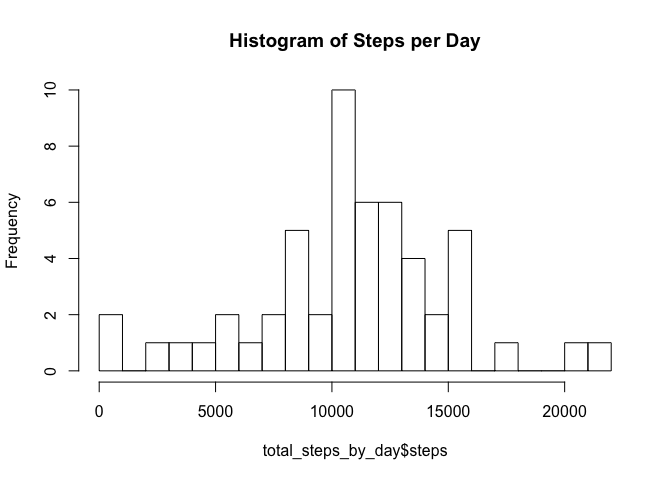 Histogram of Steps per Day
Frequency
10
8
6
4
2
0
0 5000 10000 15000 20000
total_steps_by_day$steps